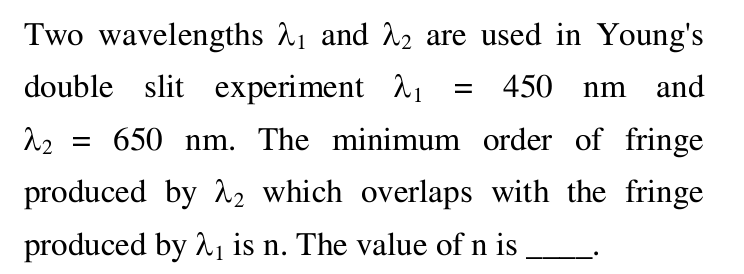 Two wavelengths λ₁ and λ₂ are used in Young's
double slit experiment λ₁ = 450 nm and
λ₂ = 650 nm. The minimum order of fringe
produced by λ₂ which overlaps with the fringe
produced by λ₁ is n. The value of n is ____.